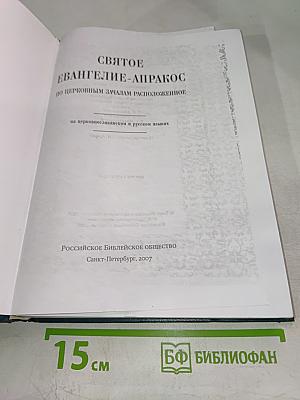 СВЯТОЕ
ЕВАНГЕЛИЕ-АПРАКОС
ПО ЦЕРКОВНЫМ ЗАЧАЛАМ РАСПОЛОЖЕННОЕ
на церковнославянском и русском языках
Российское Библейское общество
Санкт-Петербург, 2007
15 см
БФ БИБЛИОФАН